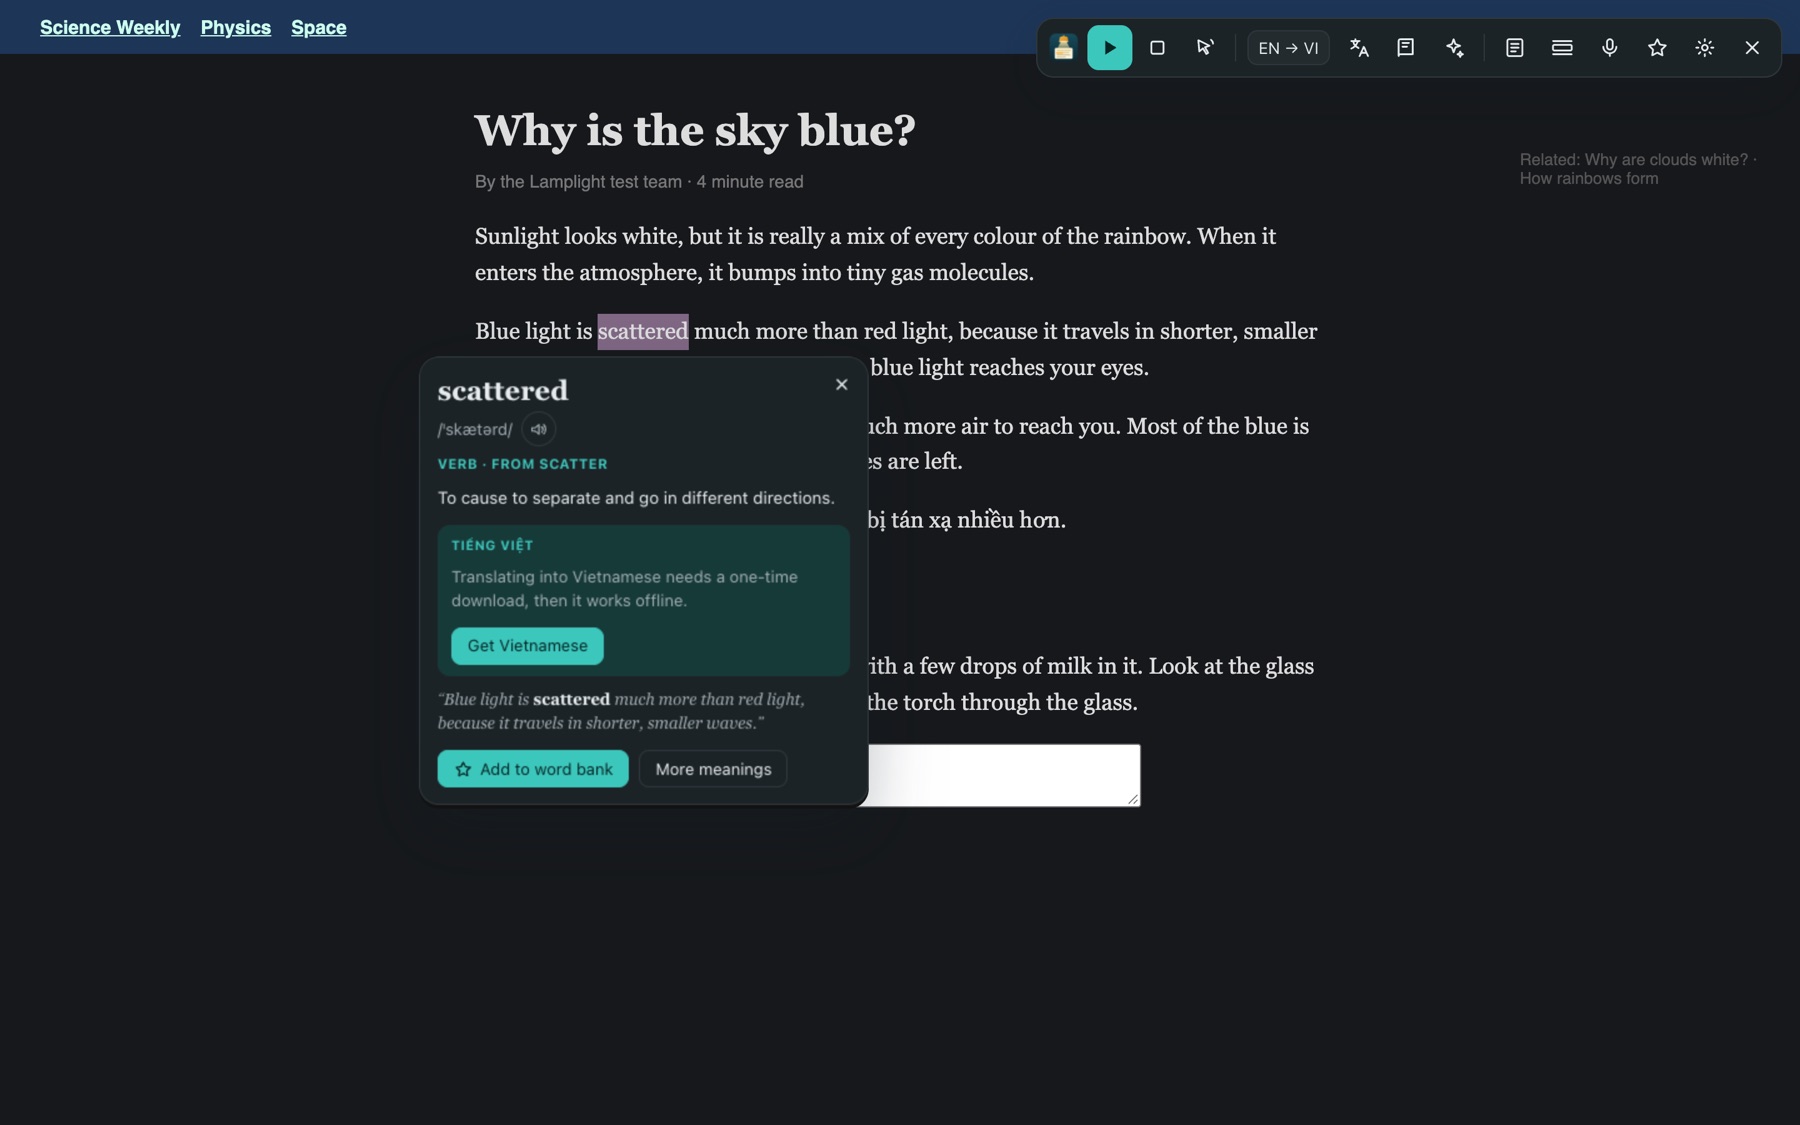 Science Weekly Physics Space
EN → VI
Why is the sky blue?
By the Lamplight test team · 4 minute read
Related: Why are clouds white? ·
How rainbows form
Sunlight looks white, but it is really a mix of every colour of the rainbow. When it
enters the atmosphere, it bumps into tiny gas molecules.
Blue light is scattered much more than red light, because it travels in shorter, smaller
blue light reaches your eyes.
more air to reach you. Most of the blue is
are left.
bị tán xạ nhiều hơn.
a few drops of milk in it. Look at the glass
the torch through the glass.
scattered
/ˈskætərd/
VERB · FROM SCATTER
To cause to separate and go in different directions.
TIẾNG VIỆT
Translating into Vietnamese needs a one-time
download, then it works offline.
Get Vietnamese
“Blue light is scattered much more than red light,
because it travels in shorter, smaller waves.”
Add to word bank
More meanings